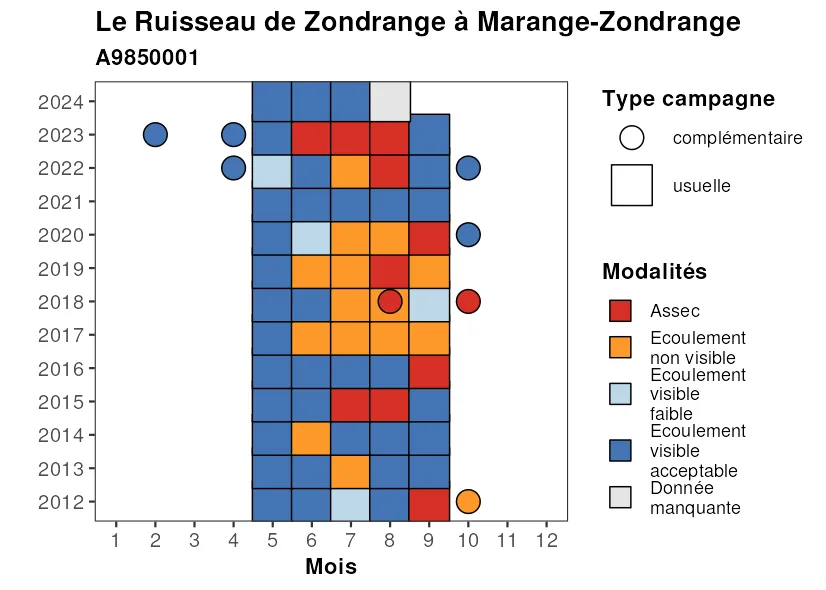 Le Ruisseau de Zondrange à Marange-Zondrange
A9850001
2024
2023
2022
2021
2020
2019
2018
2017
2016
2015
2014
2013
2012
1 2 3 4 5 6 7 8 9 10 11 12
Mois
Type campagne
complémentaire
usuelle
Modalités
Assec
Ecoulement
non visible
Ecoulement
visible
faible
Ecoulement
visible
acceptable
Donnée
manquante